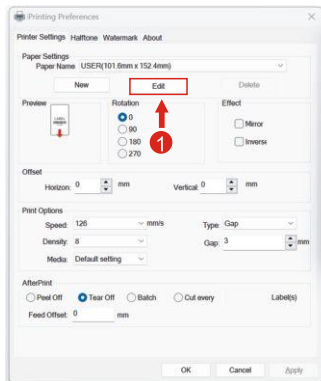 Printing Preferences
Printer Settings Halftone Watermark About
Paper Settings
Paper Name USER(101.6mm x 152.4mm)
New Edit Delete
Preview Rotation Effect
0
90
180
270
Mirror
Inverse
1
Offset
Horizon: 0 mm Vertical: 0 mm
Print Options
Speed: 126 mm/s Type: Gap
Density: 8 Gap: 3 mm
Media: Default setting
AfterPrint
Peel Off Tear Off Batch Cut every Label(s)
Feed Offset: 0 mm
OK Cancel Apply